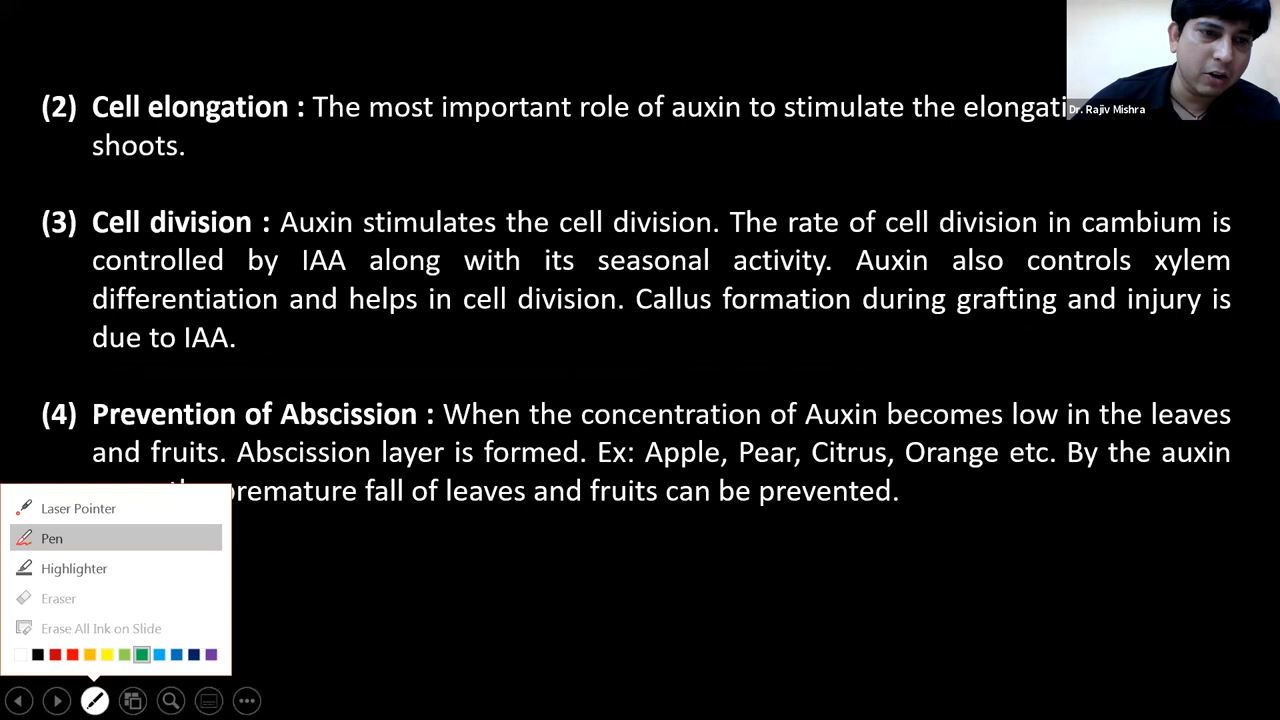 (2) Cell elongation : The most important role of auxin to stimulate the
Dr. Rajiv Mishra
shoots.
(3) Cell division : Auxin stimulates the cell division. The rate of cell division in cambium is
controlled by IAA along with its seasonal activity. Auxin also controls xylem
differentiation and helps in cell division. Callus formation during grafting and injury is
due to IAA.
(4) Prevention of Abscission : When the concentration of Auxin becomes low in the leaves
and fruits. Abscission layer is formed. Ex: Apple, Pear, Citrus, Orange etc. By the auxin
premature fall of leaves and fruits can be prevented.
Laser Pointer
Pen
Highlighter
Eraser
Erase All Ink on Slide